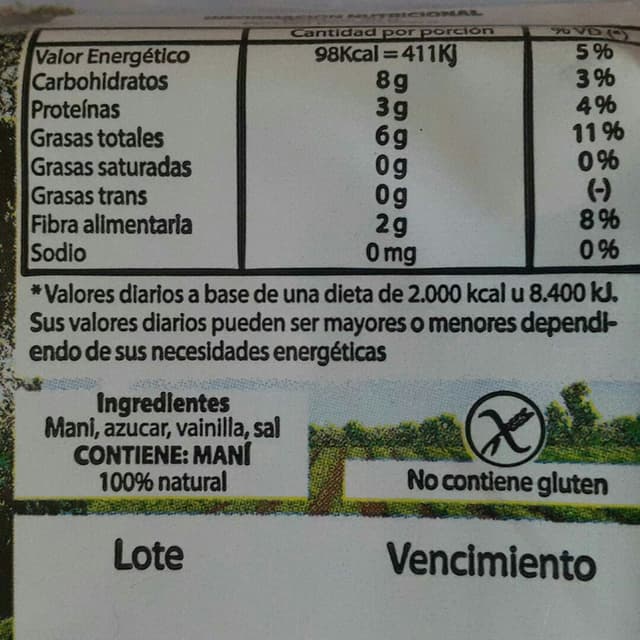 INFORMACIÓN NUTRICIONAL
Cantidad por porción % VD (*)
Valor Energético 98Kcal = 411KJ 5%
Carbohidratos 8g 3%
Proteínas 3g 4%
Grasas totales 6g 11%
Grasas saturadas 0g 0%
Grasas trans 0g (-)
Fibra alimentaria 2g 8%
Sodio 0mg 0%
*Valores diarios a base de una dieta de 2.000 kcal u 8.400 kJ.
Sus valores diarios pueden ser mayores o menores dependi-
endo de sus necesidades energéticas
Ingredientes
Mani, azucar, vainilla, sal
CONTIENE: MANÍ
100% natural
No contiene gluten
Lote
Vencimiento